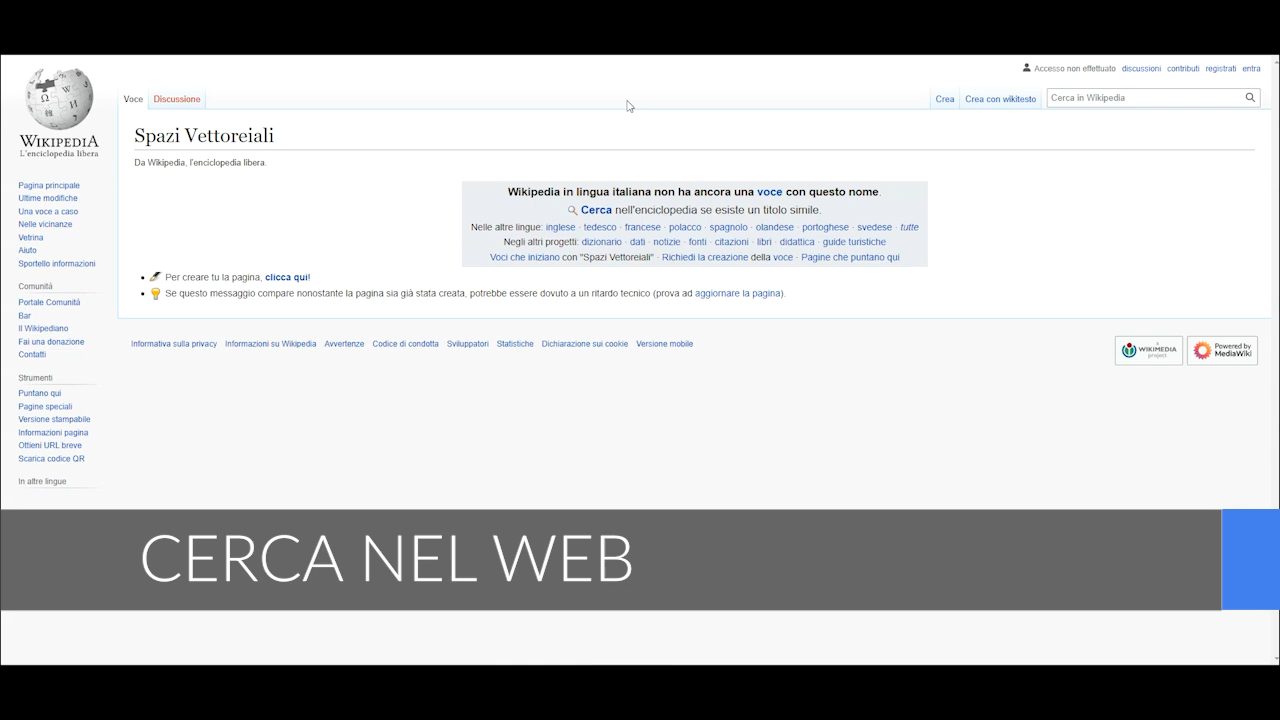 Accesso non effettuato discussioni contributi registrati entra
Voce Discussione Crea Crea con wikitesto Cerca in Wikipedia
WIKIPEDIA
L'enciclopedia libera
Spazi Vettoreiali
Da Wikipedia, l'enciclopedia libera.
Wikipedia in lingua italiana non ha ancora una voce con questo nome.
Cerca nell'enciclopedia se esiste un titolo simile.
Nelle altre lingue: inglese · tedesco · francese · polacco · spagnolo · olandese · portoghese · svedese · tutte
Negli altri progetti: dizionario · dati · notizie · fonti · citazioni · libri · didattica · guide turistiche
Voci che iniziano con "Spazi Vettoreiali" · Richiedi la creazione della voce · Pagine che puntano qui
• Per creare tu la pagina, clicca qui!
• Se questo messaggio compare nonostante la pagina sia già stata creata, potrebbe essere dovuto a un ritardo tecnico (prova ad aggiornare la pagina).
Pagina principale
Ultime modifiche
Una voce a caso
Nelle vicinanze
Vetrina
Aiuto
Sportello informazioni
Comunità
Portale Comunità
Bar
Il Wikipediano
Fai una donazione
Contatti
Strumenti
Puntano qui
Pagine speciali
Versione stampabile
Informazioni pagina
Ottieni URL breve
Scarica codice QR
In altre lingue
Informativa sulla privacy Informazioni su Wikipedia Avvertenze Codice di condotta Sviluppatori Statistiche Dichiarazione sui cookie Versione mobile
A
WIKIMEDIA
project
Powered by
MediaWiki
CERCA NEL WEB